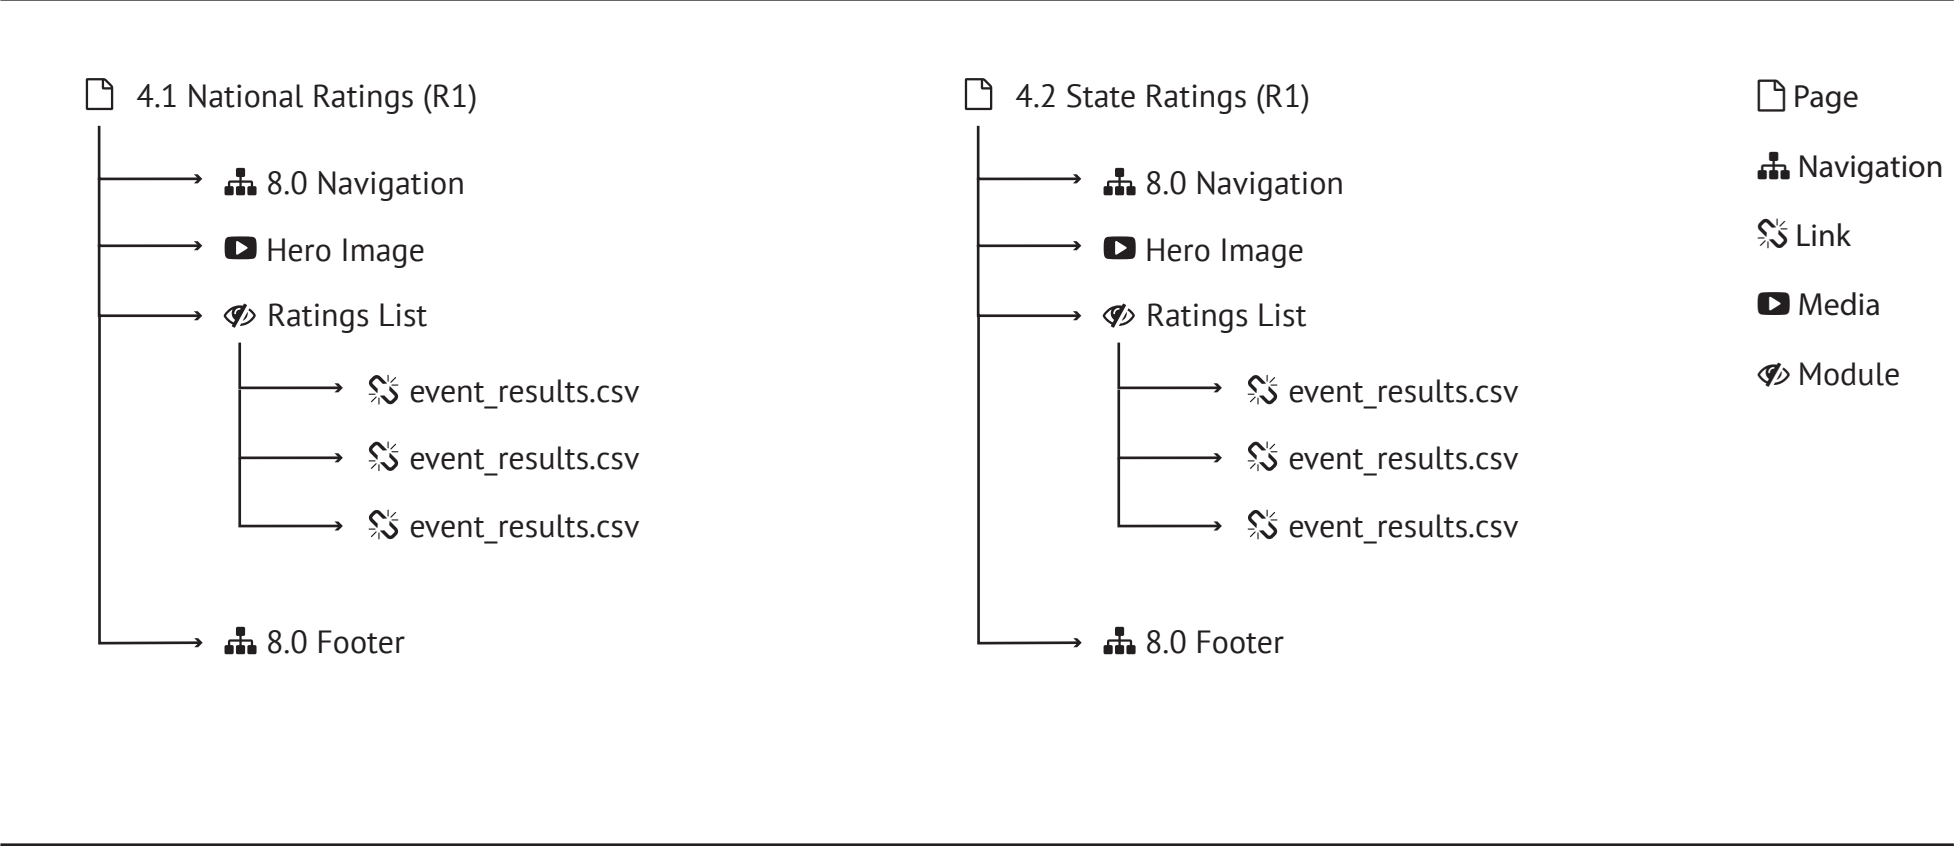 4.1 National Ratings (R1)
8.0 Navigation
Hero Image
Ratings List
event_results.csv
event_results.csv
event_results.csv
8.0 Footer
4.2 State Ratings (R1)
8.0 Navigation
Hero Image
Ratings List
event_results.csv
event_results.csv
event_results.csv
8.0 Footer
Page
Navigation
Link
Media
Module